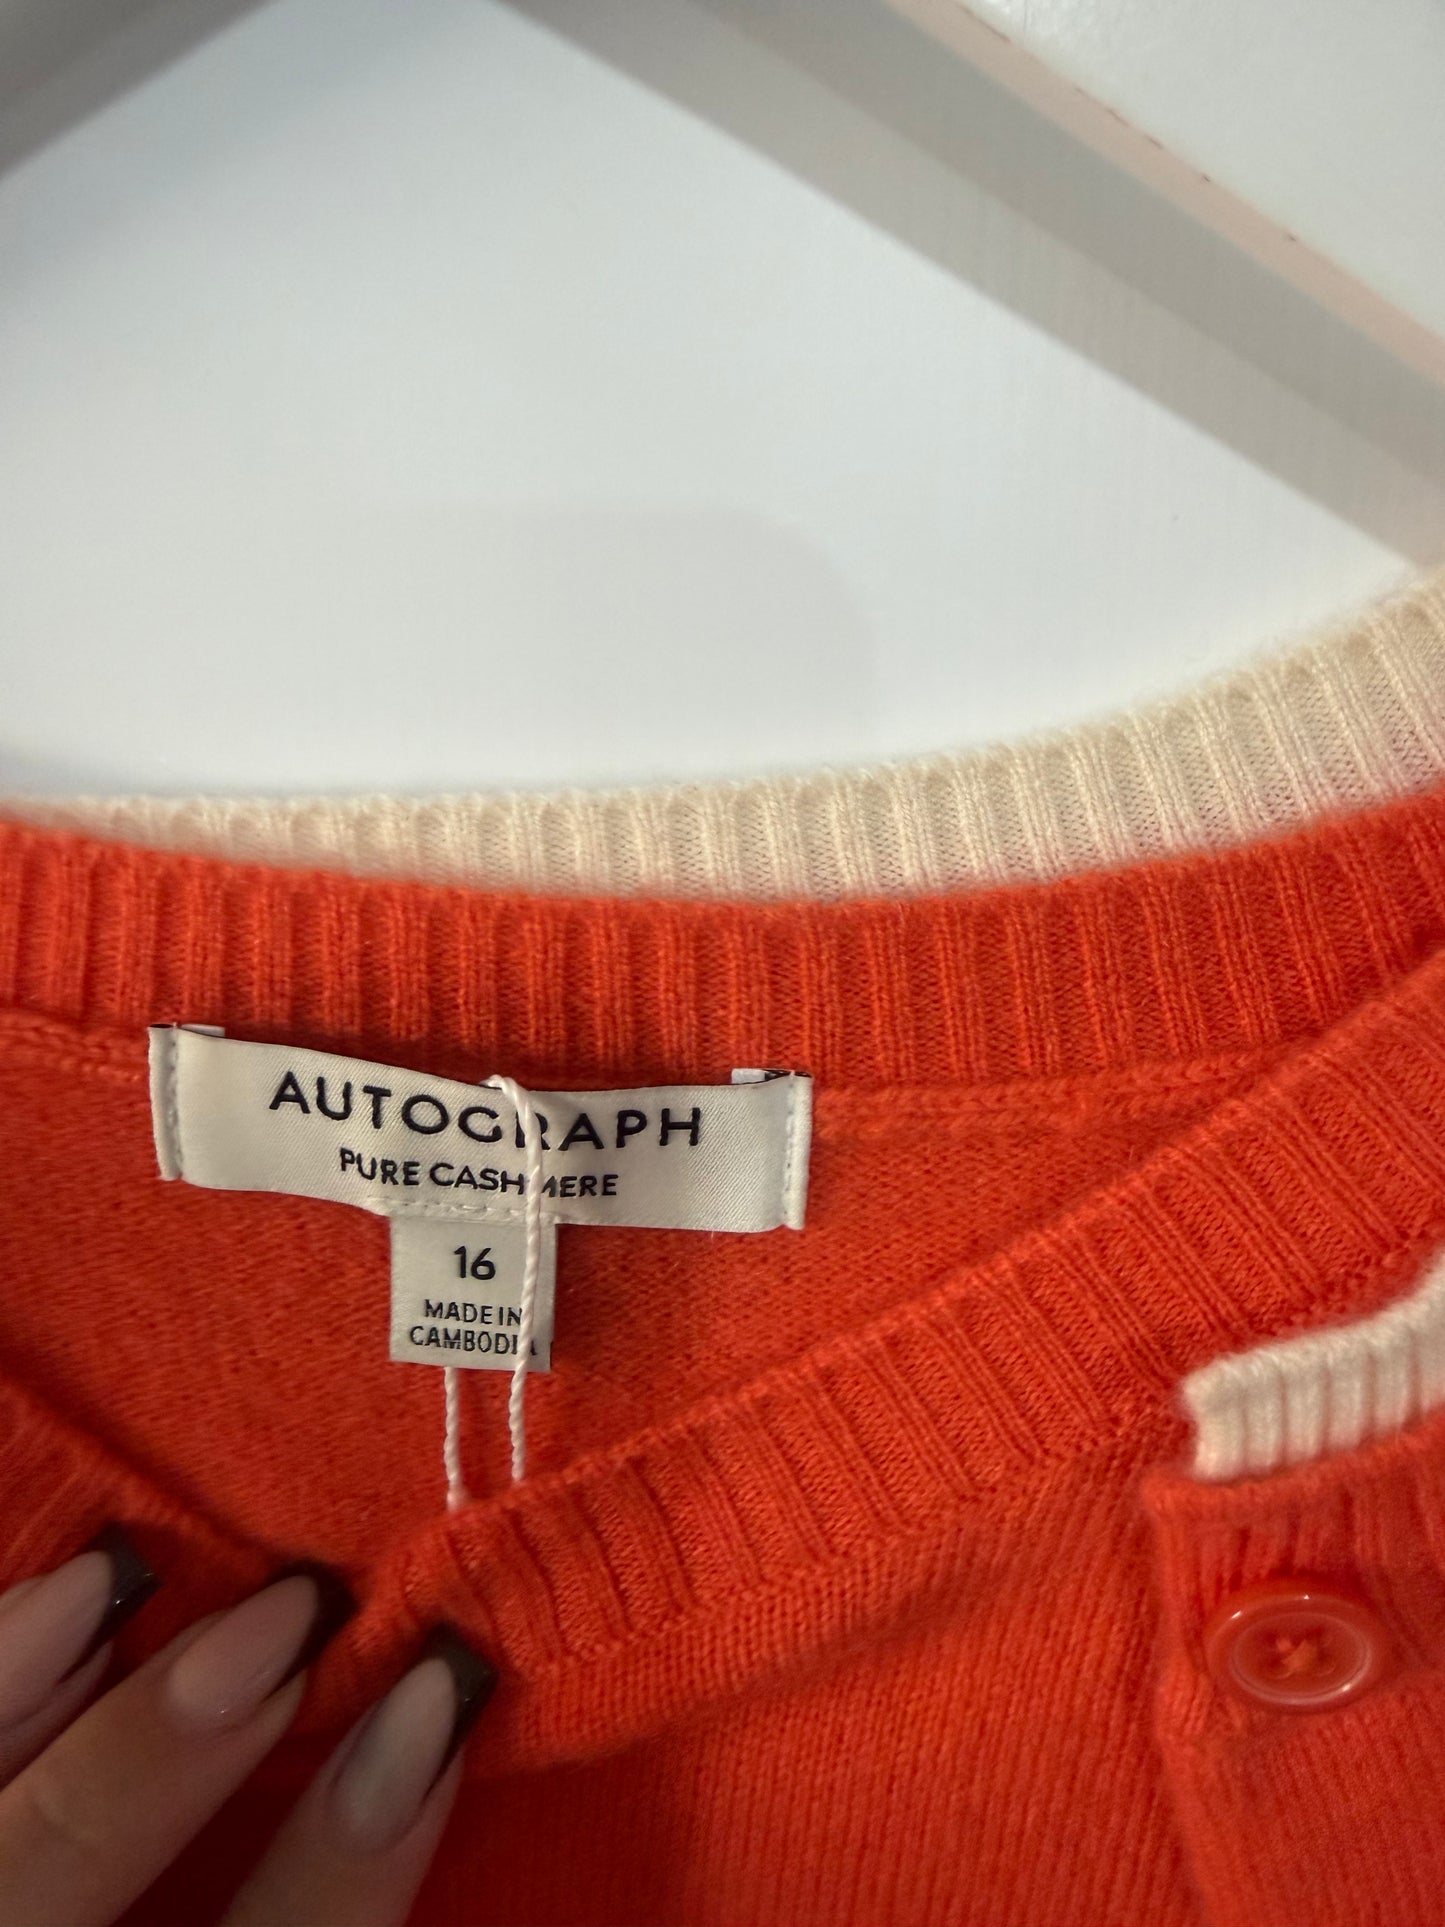 AUTOGRAPH
PURE CASHMERE
16
MADE IN
CAMBODIA